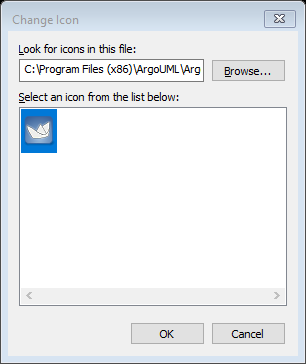 Change Icon
Look for icons in this file:
C:\Program Files (x86)\ArgoUML\Arg
Browse...
Select an icon from the list below:
OK
Cancel